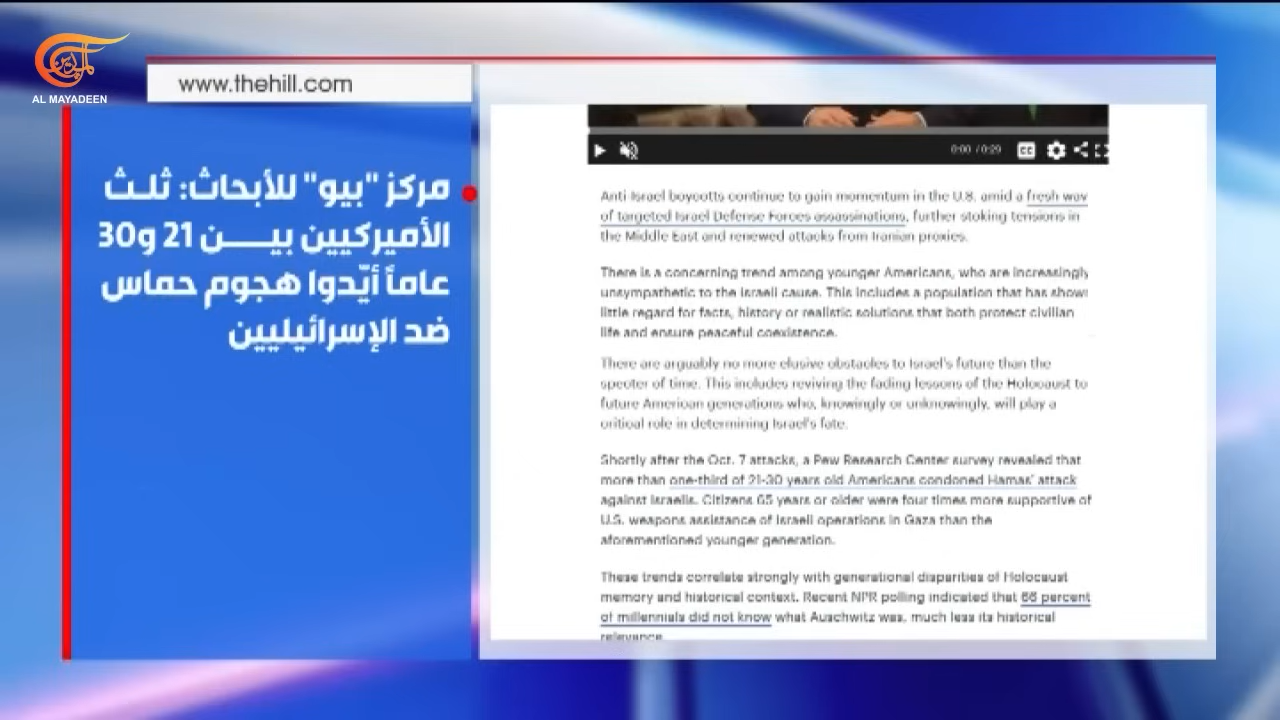 AL MAYADEEN
www.thehill.com
مركز "بيو" للأبحاث: ثلث
الأميركيين بين 21 و30
عاماً أيّدوا هجوم حماس
ضد الإسرائيليين
0:00 / 0:29
CC
Anti Israel boycotts continue to gain momentum in the U.S. amid a fresh wav
of targeted Israel Defense Forces assassinations, further stoking tensions in
the Middle East and renewed attacks from Iranian proxies.
There is a concerning trend among younger Americans, who are increasingly
unsympathetic to the Israeli cause. This includes a population that has show
little regard for facts, history or realistic solutions that both protect civilian
life and ensure peaceful coexistence.
There are arguably no more elusive obstacles to Israel's future than the
specter of time. This includes reviving the fading lessons of the Holocaust to
future American generations who, knowingly or unknowingly, will play a
critical role in determining Israel's fate.
Shortly after the Oct. 7 attacks, a Pew Research Center survey revealed that
more than one-third of 21-30 years old Americans condoned Hamas' attack
against Israelis. Citizens 65 years or older were four times more supportive of
U.S. weapons assistance of Israeli operations in Gaza than the
aforementioned younger generation.
These trends correlate strongly with generational disparities of Holocaust
memory and historical context. Recent NPR polling indicated that 66 percent
of millennials did not know what Auschwitz was, much less its historical
relevance.